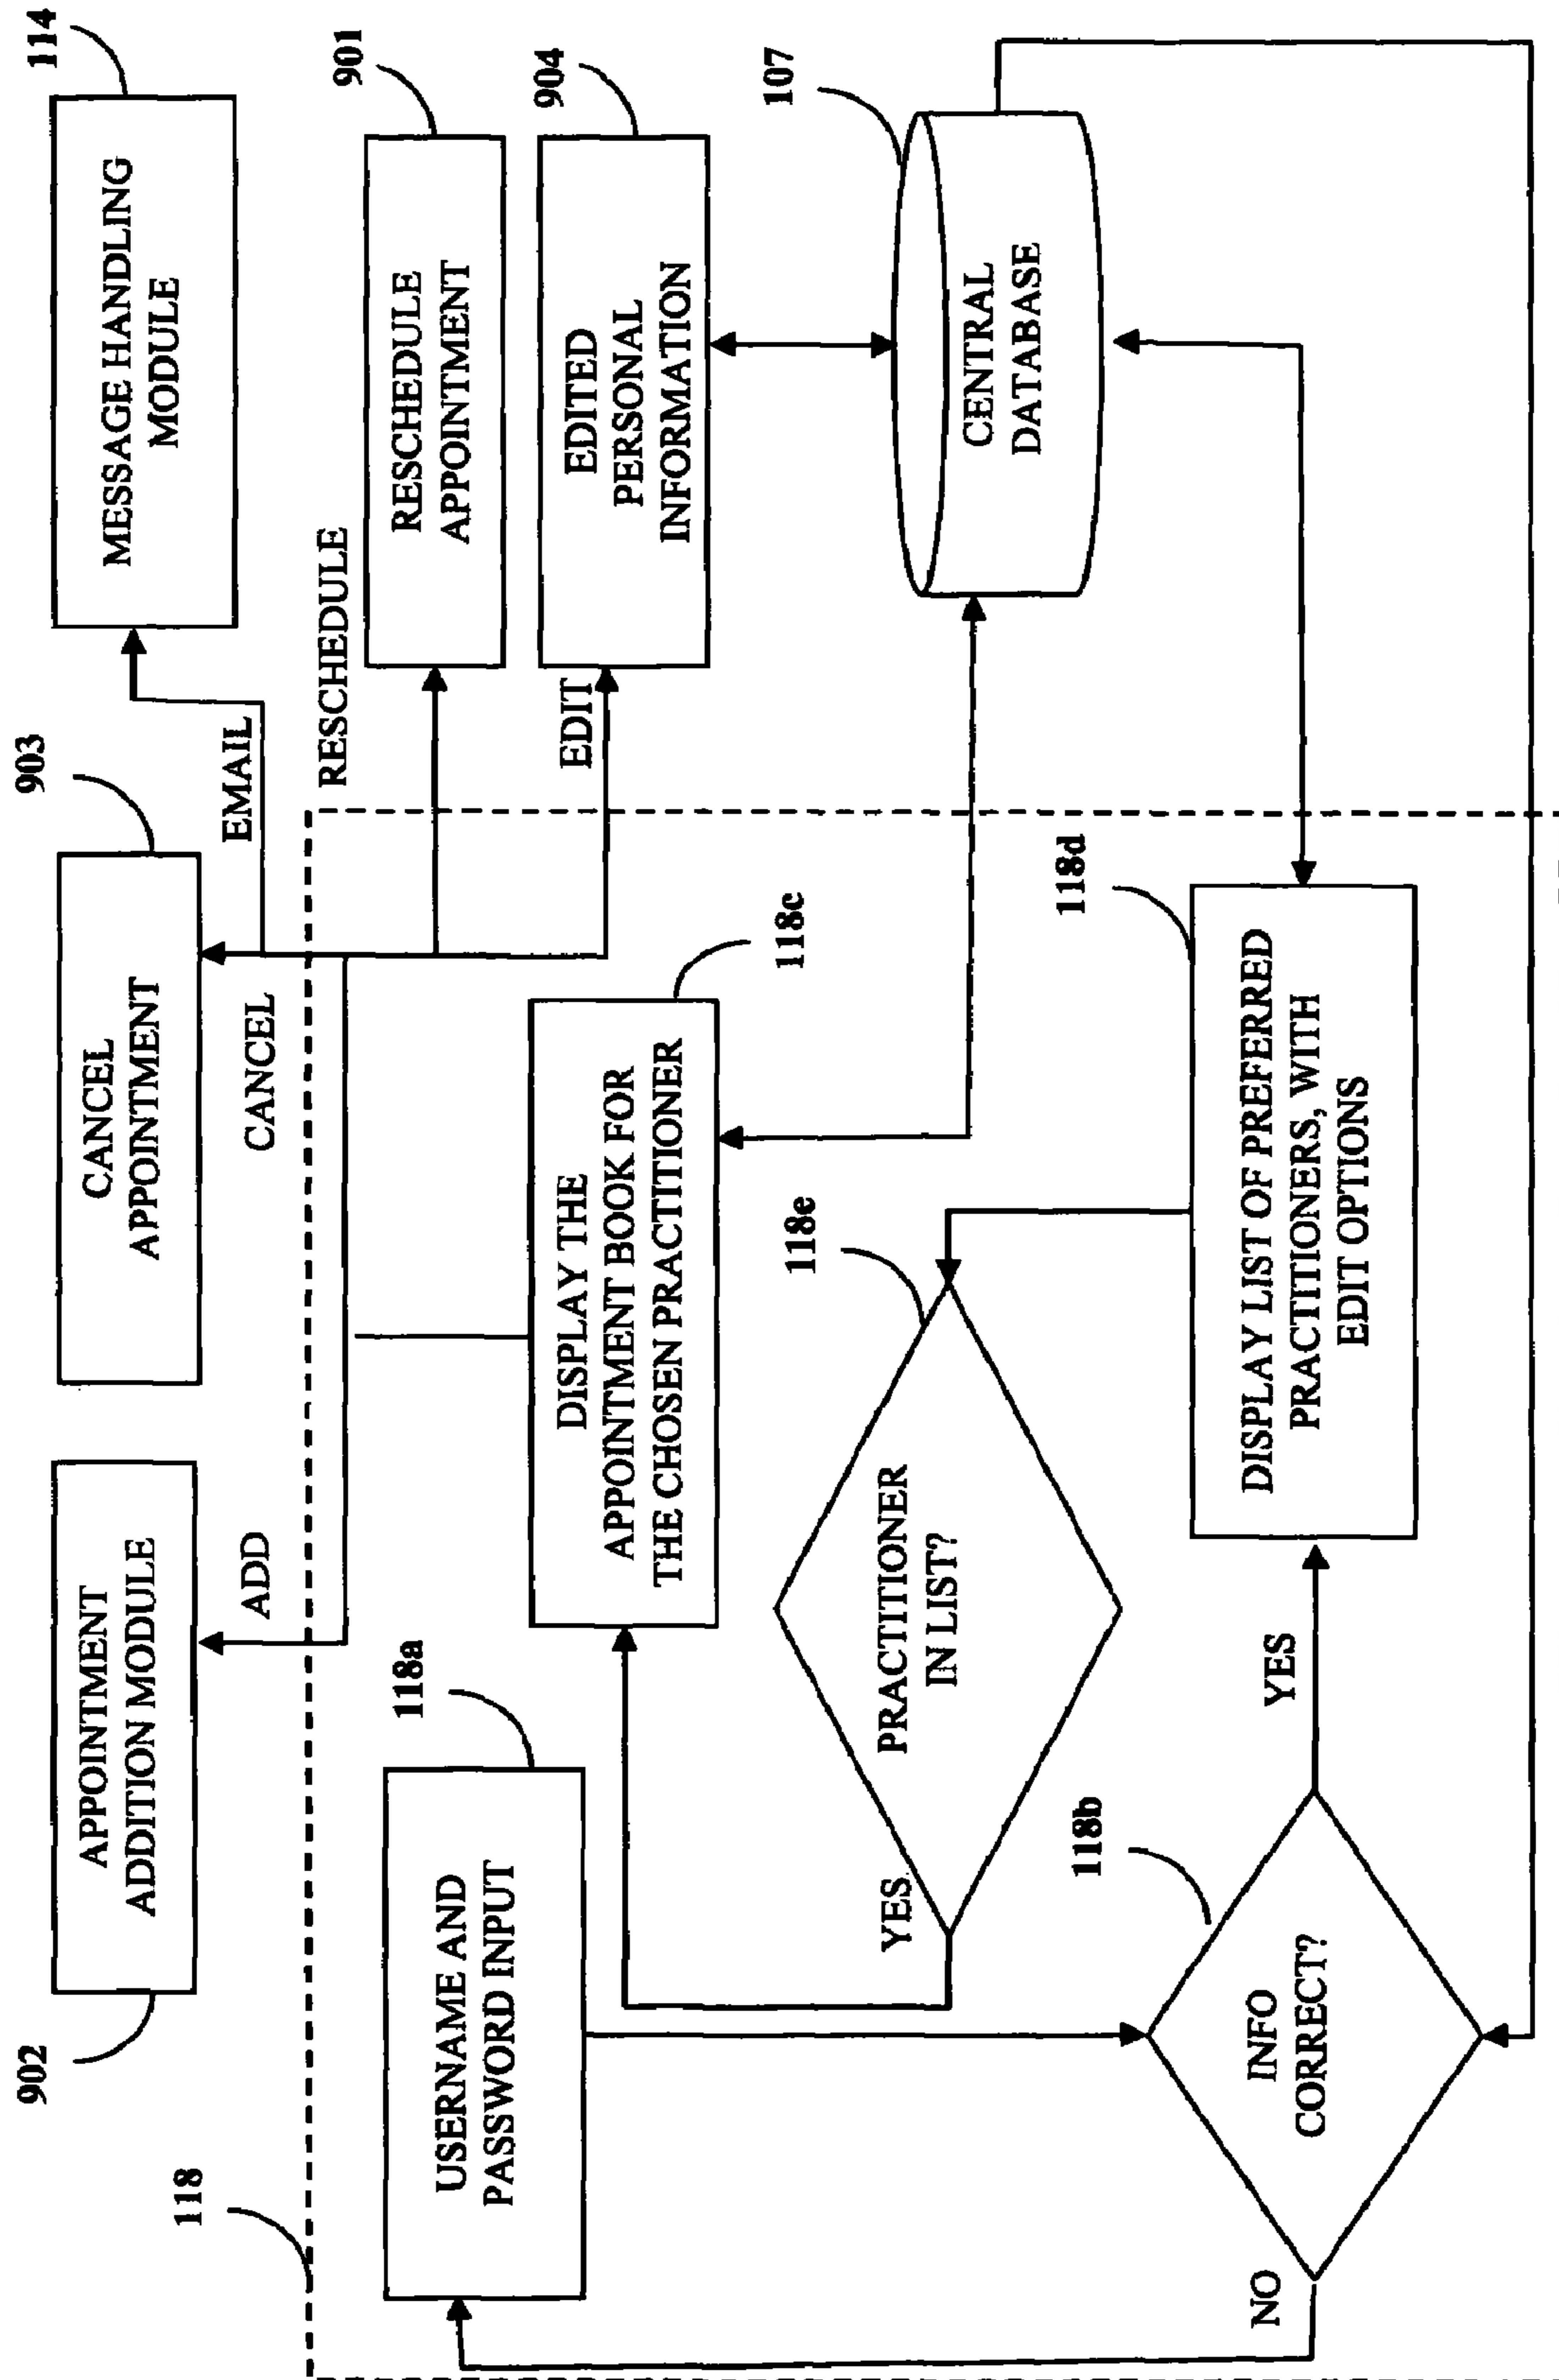 902
APPOINTMENT
ADDITION MODULE
ADD
903
CANCEL
APPOINTMENT
CANCEL
114
MESSAGE HANDLING
MODULE
EMAIL
118
118a
USERNAME AND
PASSWORD INPUT
118c
DISPLAY THE
APPOINTMENT BOOK FOR
THE CHOSEN PRACTITIONER
RESCHEDULE
901
RESCHEDULE
APPOINTMENT
EDIT
904
EDITED
PERSONAL
INFORMATION
118e
PRACTITIONER
IN LIST?
YES
107
CENTRAL
DATABASE
118b
INFO
CORRECT?
NO
YES
118d
DISPLAY LIST OF PREFERRED
PRACTITIONERS, WITH
EDIT OPTIONS